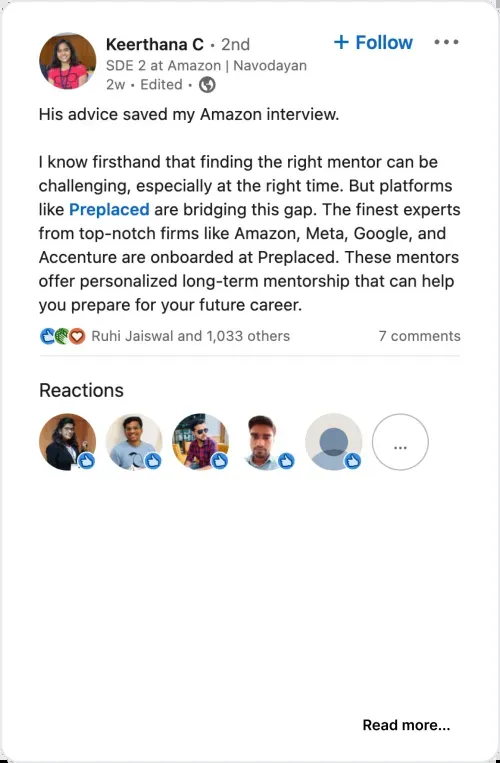 Keerthana C • 2nd
+ Follow
SDE 2 at Amazon | Navodayan
2w • Edited •
His advice saved my Amazon interview.
I know firsthand that finding the right mentor can be
challenging, especially at the right time. But platforms
like Preplaced are bridging this gap. The finest experts
from top-notch firms like Amazon, Meta, Google, and
Accenture are onboarded at Preplaced. These mentors
offer personalized long-term mentorship that can help
you prepare for your future career.
Ruhi Jaiswal and 1,033 others
7 comments
Reactions
...
Read more...